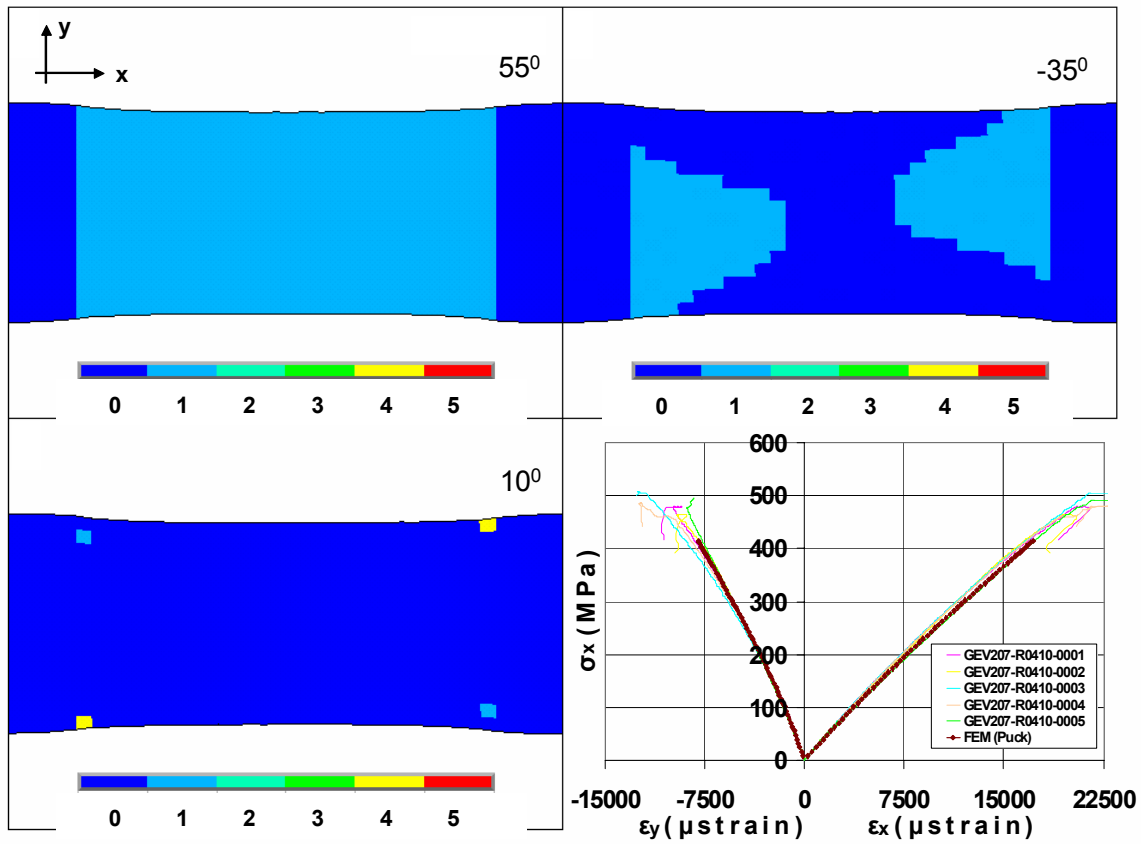 y
x
55⁰
-35⁰
0 1 2 3 4 5
0 1 2 3 4 5
10⁰
0 1 2 3 4 5
600
500
400
300
200
100
0
σx (MPa)
GEV207-R0410-0001
GEV207-R0410-0002
GEV207-R0410-0003
GEV207-R0410-0004
GEV207-R0410-0005
FEM (Puck)
-15000 -7500 0 7500 15000 22500
εy (μstrain) εx (μstrain)